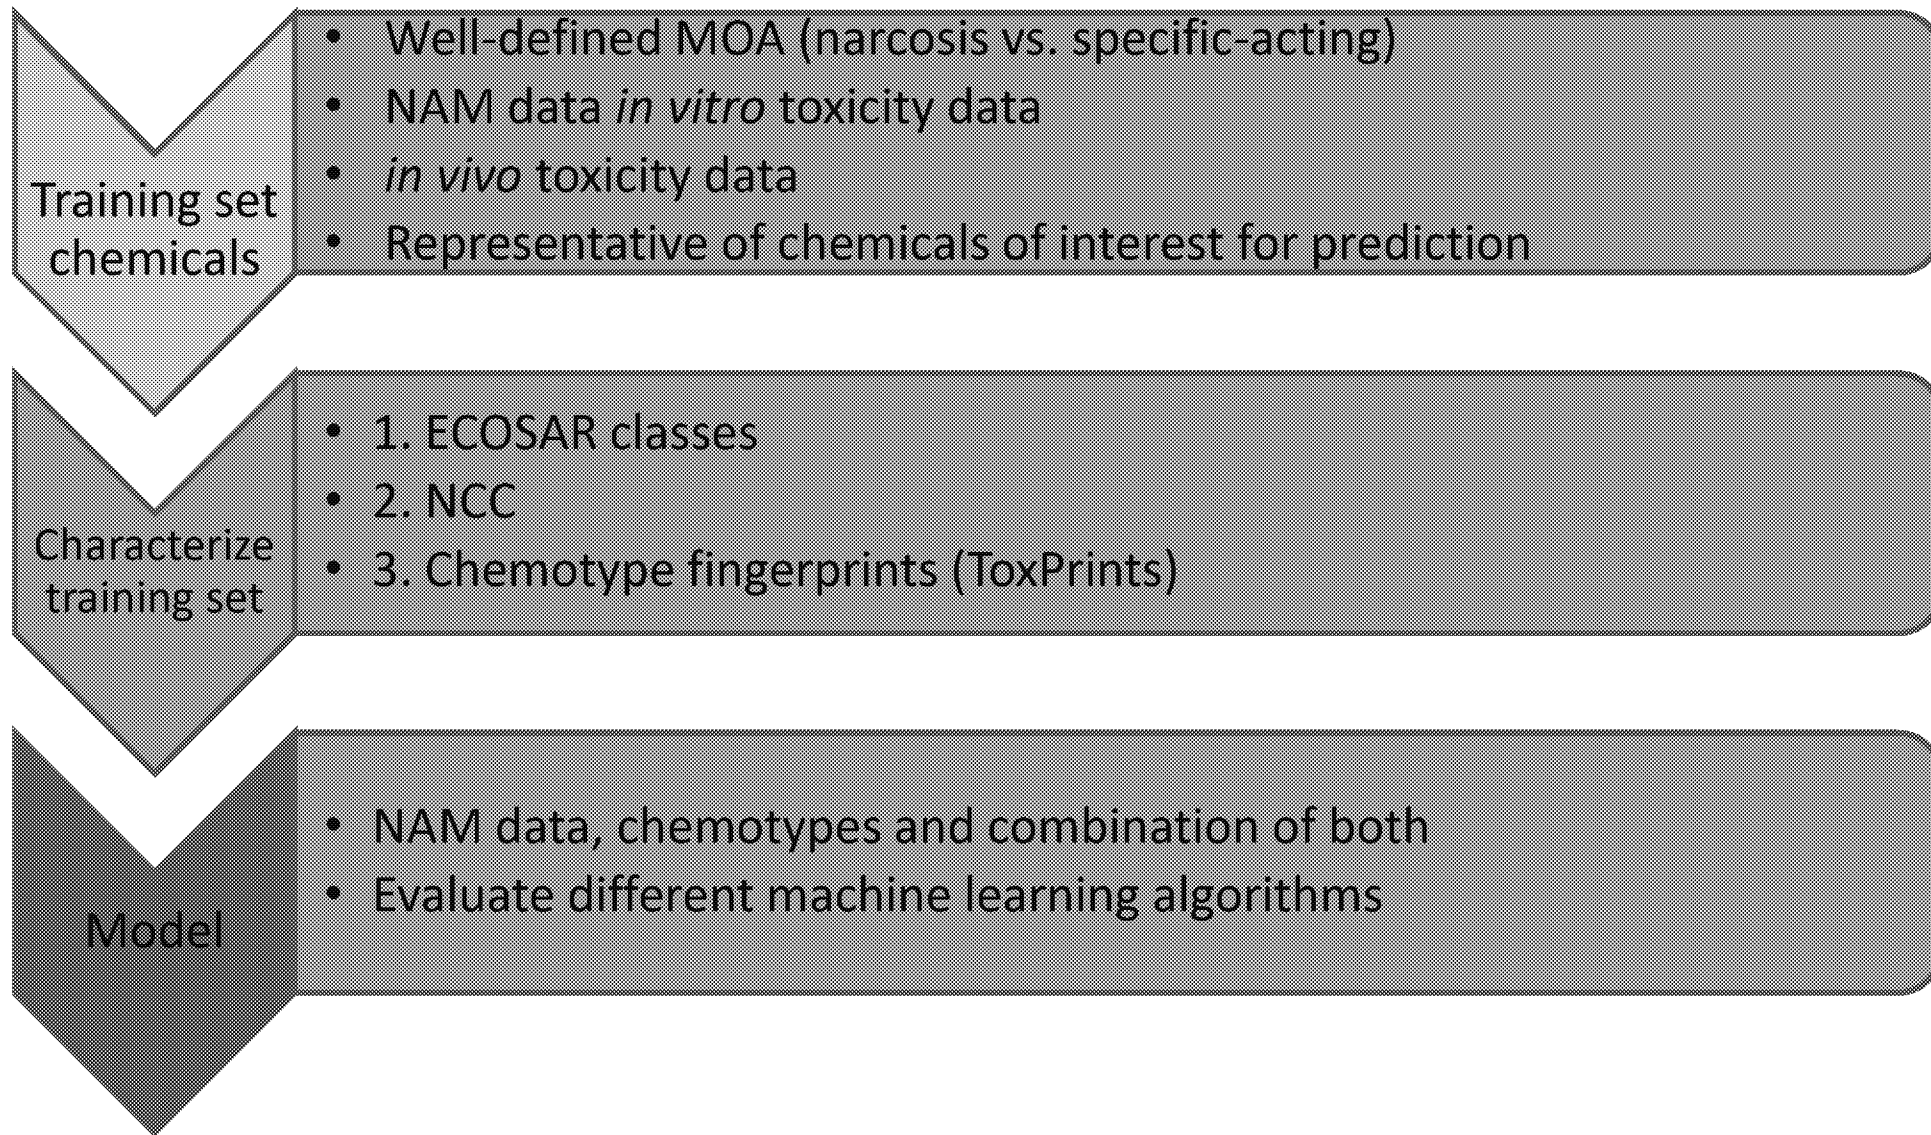 Training set
chemicals
• Well-defined MOA (narcosis vs. specific-acting)
• NAM data in vitro toxicity data
• in vivo toxicity data
• Representative of chemicals of interest for prediction
Characterize
training set
• 1. ECOSAR classes
• 2. NCC
• 3. Chemotype fingerprints (ToxPrints)
Model
• NAM data, chemotypes and combination of both
• Evaluate different machine learning algorithms